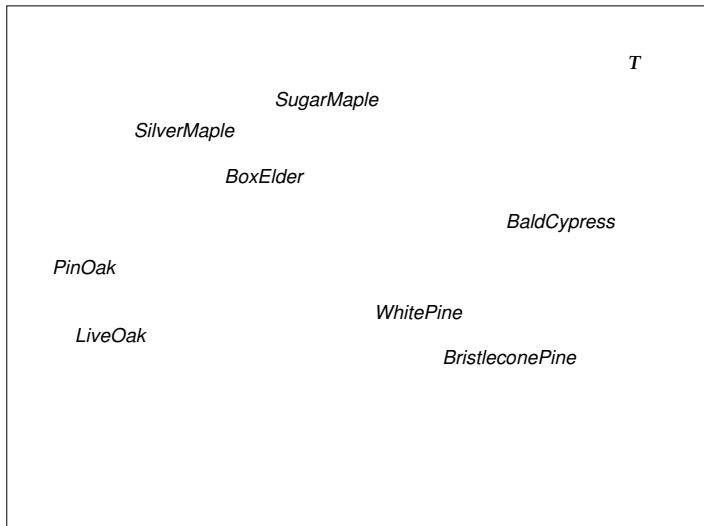 T
SugarMaple
SilverMaple
BoxElder
BaldCypress
PinOak
WhitePine
LiveOak
BristleconePine